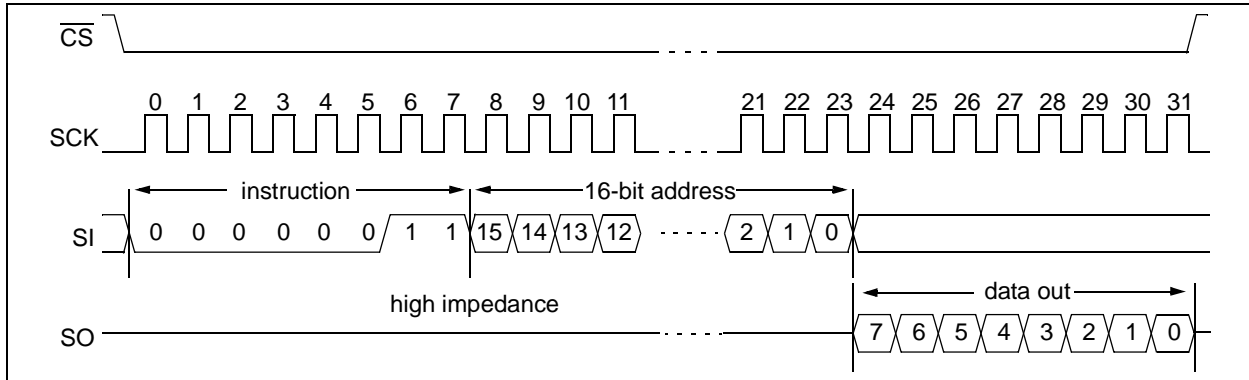 CS
0 1 2 3 4 5 6 7 8 9 10 11 21 22 23 24 25 26 27 28 29 30 31
SCK
instruction 16-bit address
SI 0 0 0 0 0 0 1 1 15 14 13 12 2 1 0
high impedance data out
SO 7 6 5 4 3 2 1 0